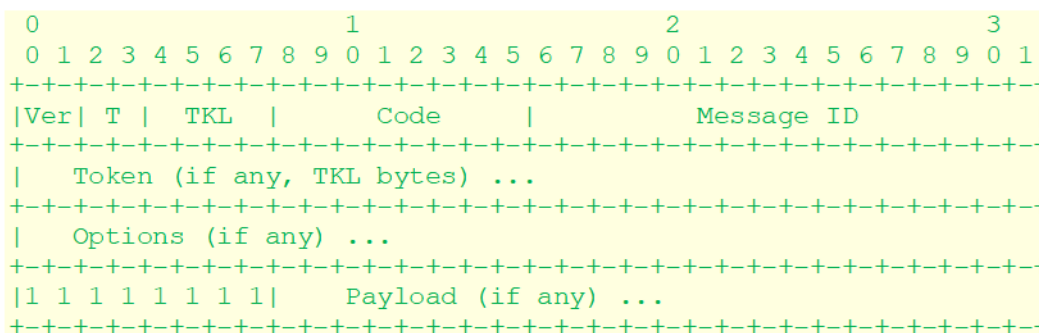 0                   1                   2                   3
0 1 2 3 4 5 6 7 8 9 0 1 2 3 4 5 6 7 8 9 0 1 2 3 4 5 6 7 8 9 0 1
+-+-+-+-+-+-+-+-+-+-+-+-+-+-+-+-+-+-+-+-+-+-+-+-+-+-+-+-+-+-+-+-
|Ver| T |  TKL  |      Code     |          Message ID
+-+-+-+-+-+-+-+-+-+-+-+-+-+-+-+-+-+-+-+-+-+-+-+-+-+-+-+-+-+-+-+-
|   Token (if any, TKL bytes) ...
+-+-+-+-+-+-+-+-+-+-+-+-+-+-+-+-+-+-+-+-+-+-+-+-+-+-+-+-+-+-+-+-
|   Options (if any) ...
+-+-+-+-+-+-+-+-+-+-+-+-+-+-+-+-+-+-+-+-+-+-+-+-+-+-+-+-+-+-+-+-
|1 1 1 1 1 1 1 1|    Payload (if any) ...
+-+-+-+-+-+-+-+-+-+-+-+-+-+-+-+-+-+-+-+-+-+-+-+-+-+-+-+-+-+-+-+-